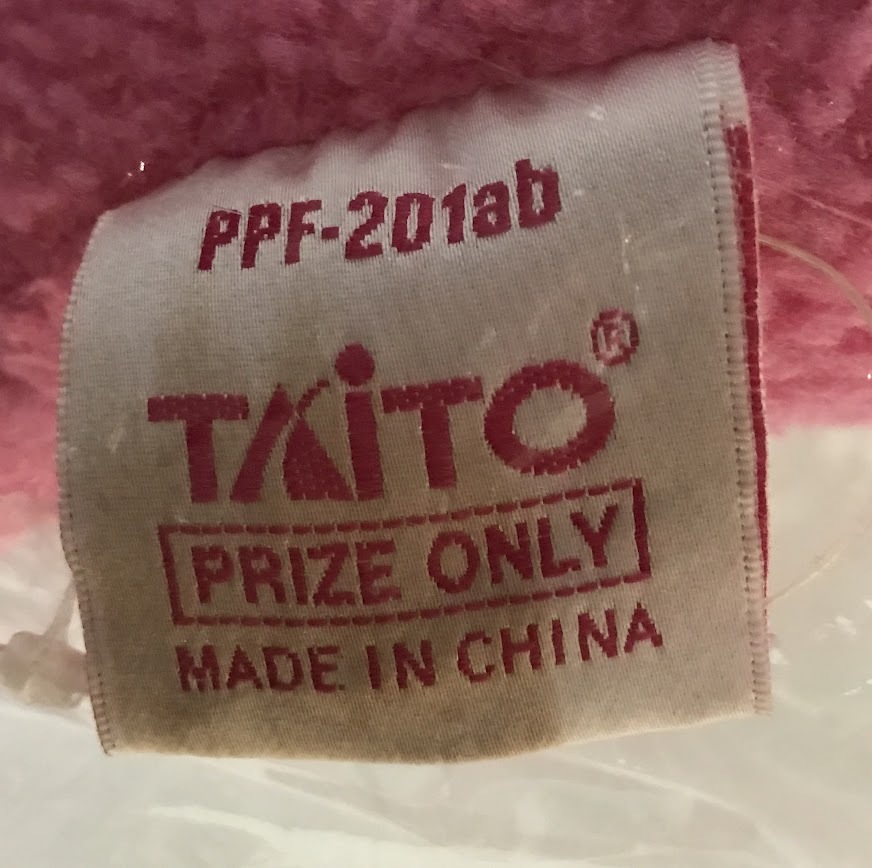 PPF-201ab
TAiTO®
PRIZE ONLY
MADE IN CHINA